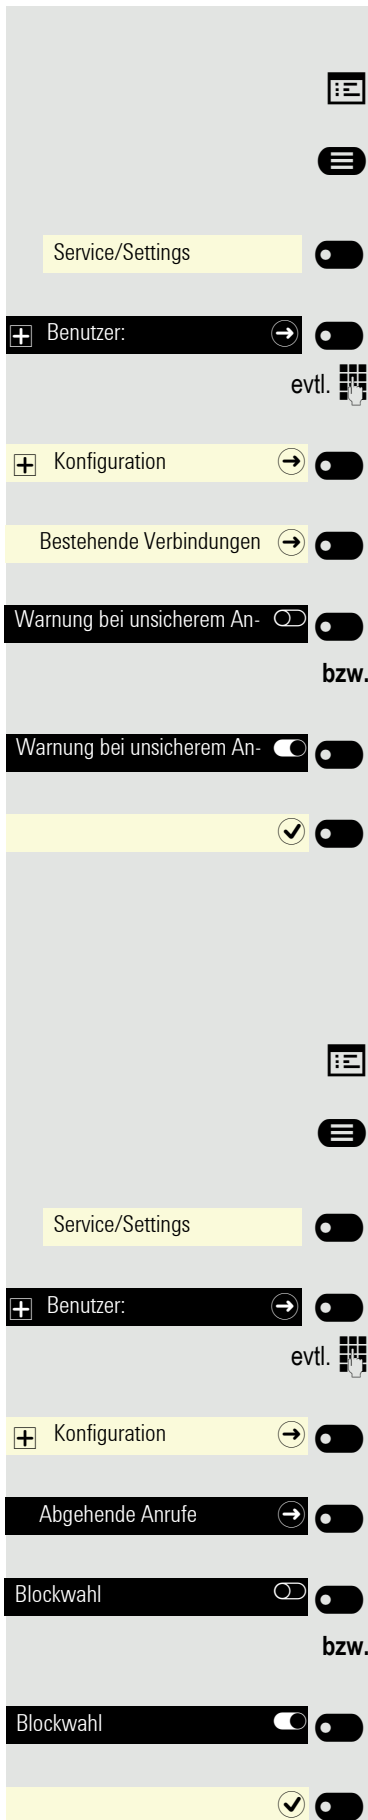 Service/Settings
Benutzer:
evtl.
Konfiguration
Bestehende Verbindungen
Warnung bei unsicherem An-
bzw.
Warnung bei unsicherem An-
Service/Settings
Benutzer:
evtl.
Konfiguration
Abgehende Anrufe
Blockwahl
bzw.
Blockwahl